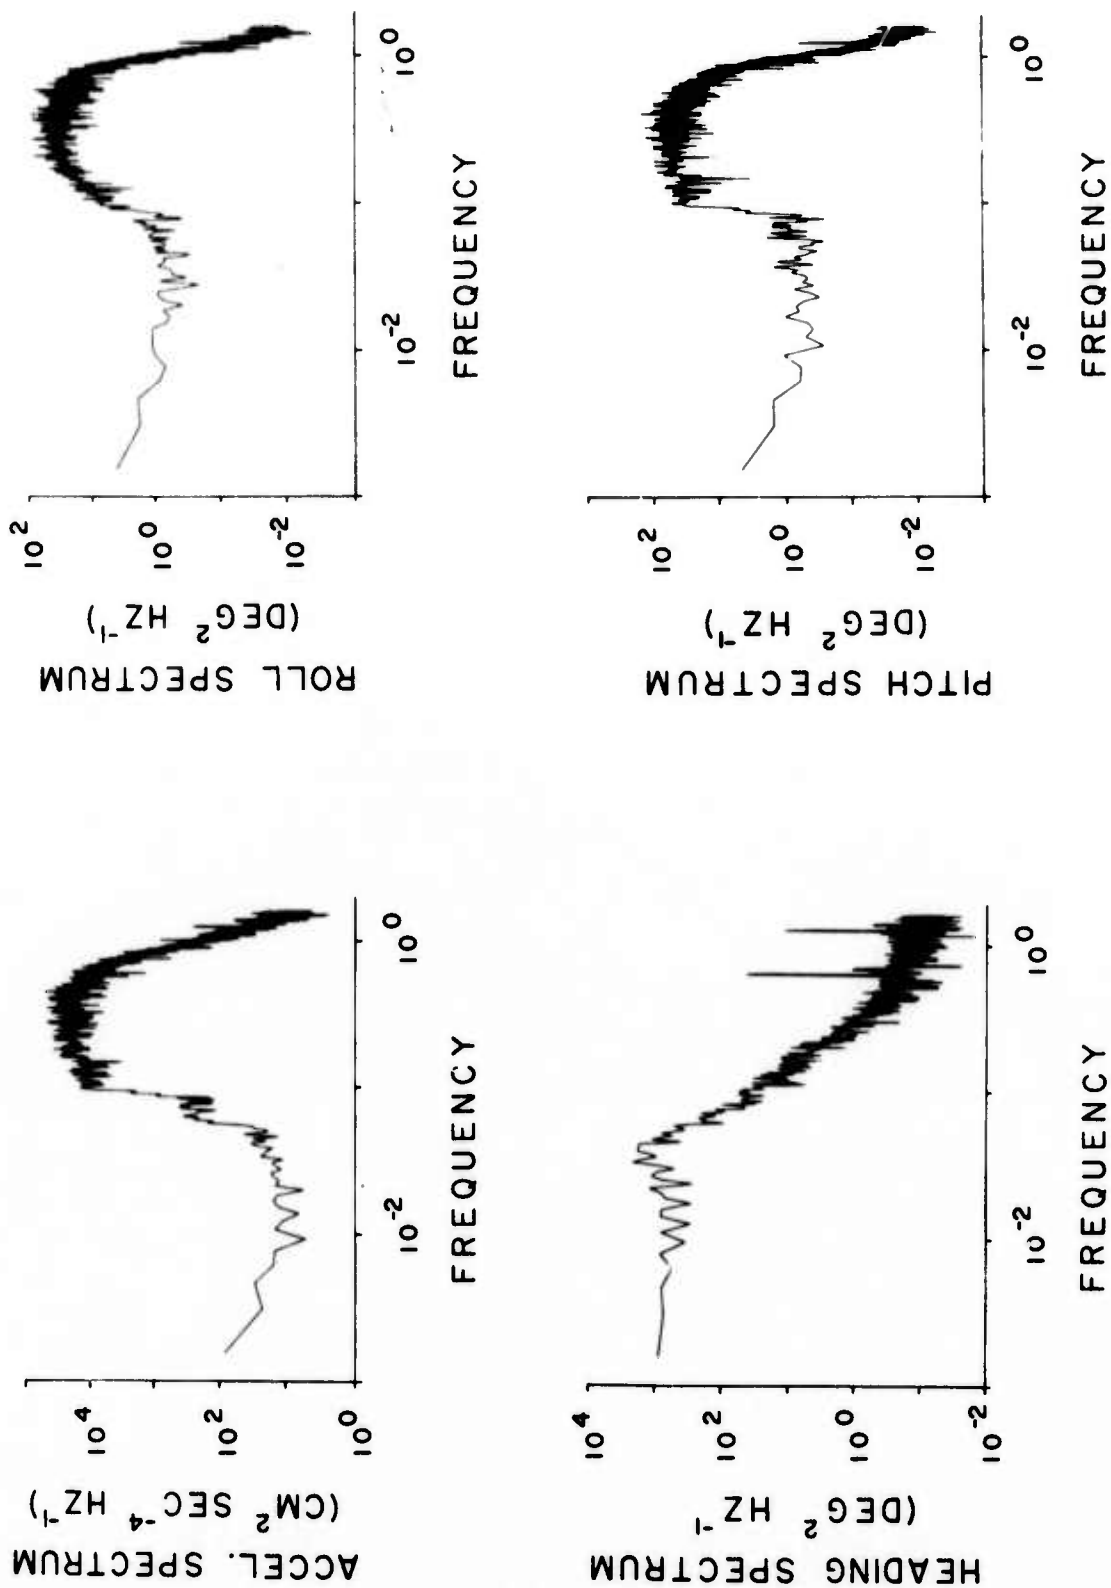 ACCEL. SPECTRUM
(CM² SEC⁻⁴ HZ⁻¹)
10⁴
10²
10⁰
10⁻² 10⁰
FREQUENCY
ROLL SPECTRUM
(DEG² HZ⁻¹)
10²
10⁰
10⁻²
10⁻² 10⁰
FREQUENCY
HEADING SPECTRUM
(DEG² HZ⁻¹
10⁴
10²
10⁰
10⁻²
10⁻² 10⁰
FREQUENCY
PITCH SPECTRUM
(DEG² HZ⁻¹)
10²
10⁰
10⁻²
10⁻² 10⁰
FREQUENCY